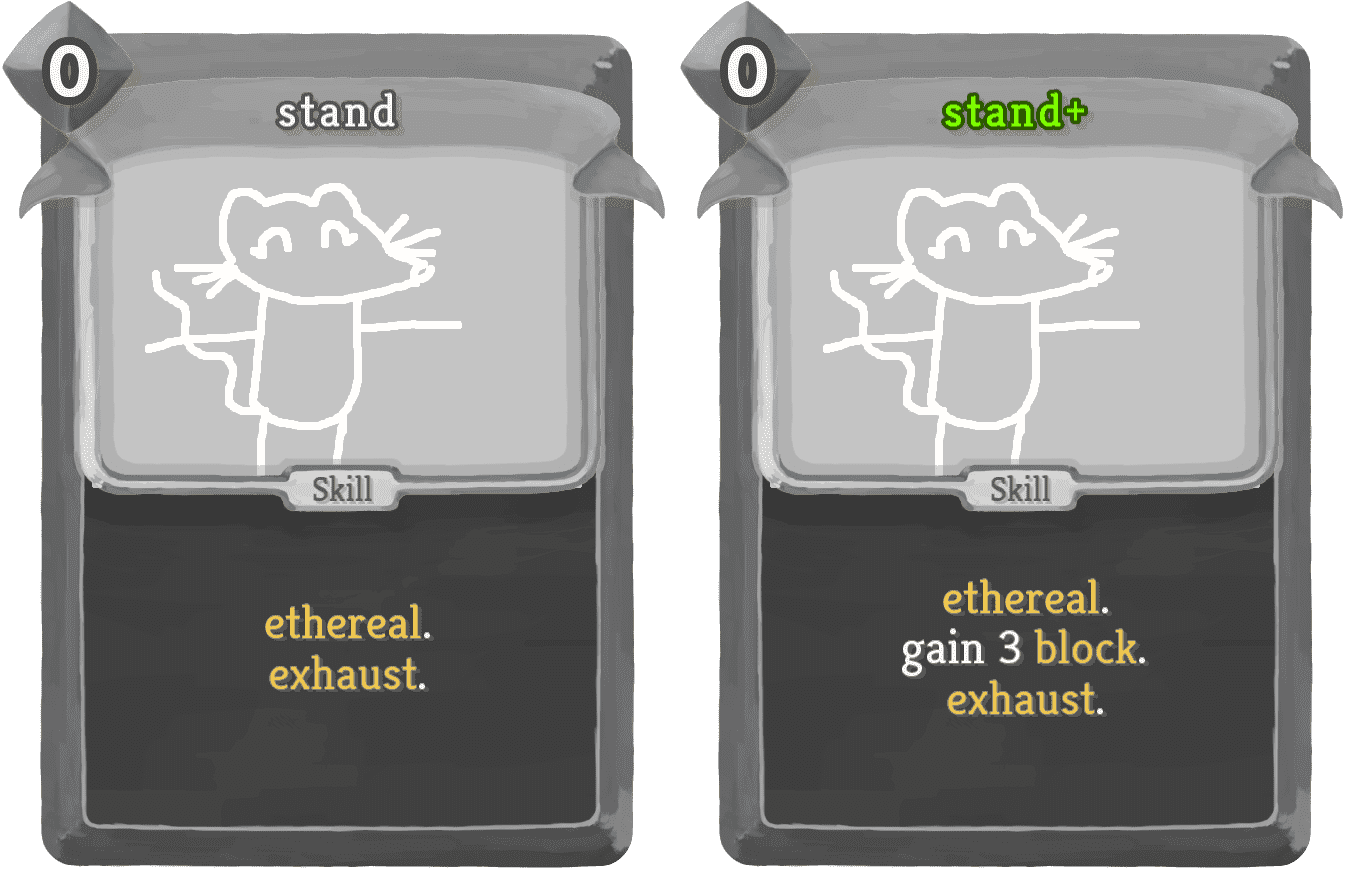 0
stand
Skill
ethereal.
exhaust.
0
stand+
Skill
ethereal.
gain 3 block.
exhaust.